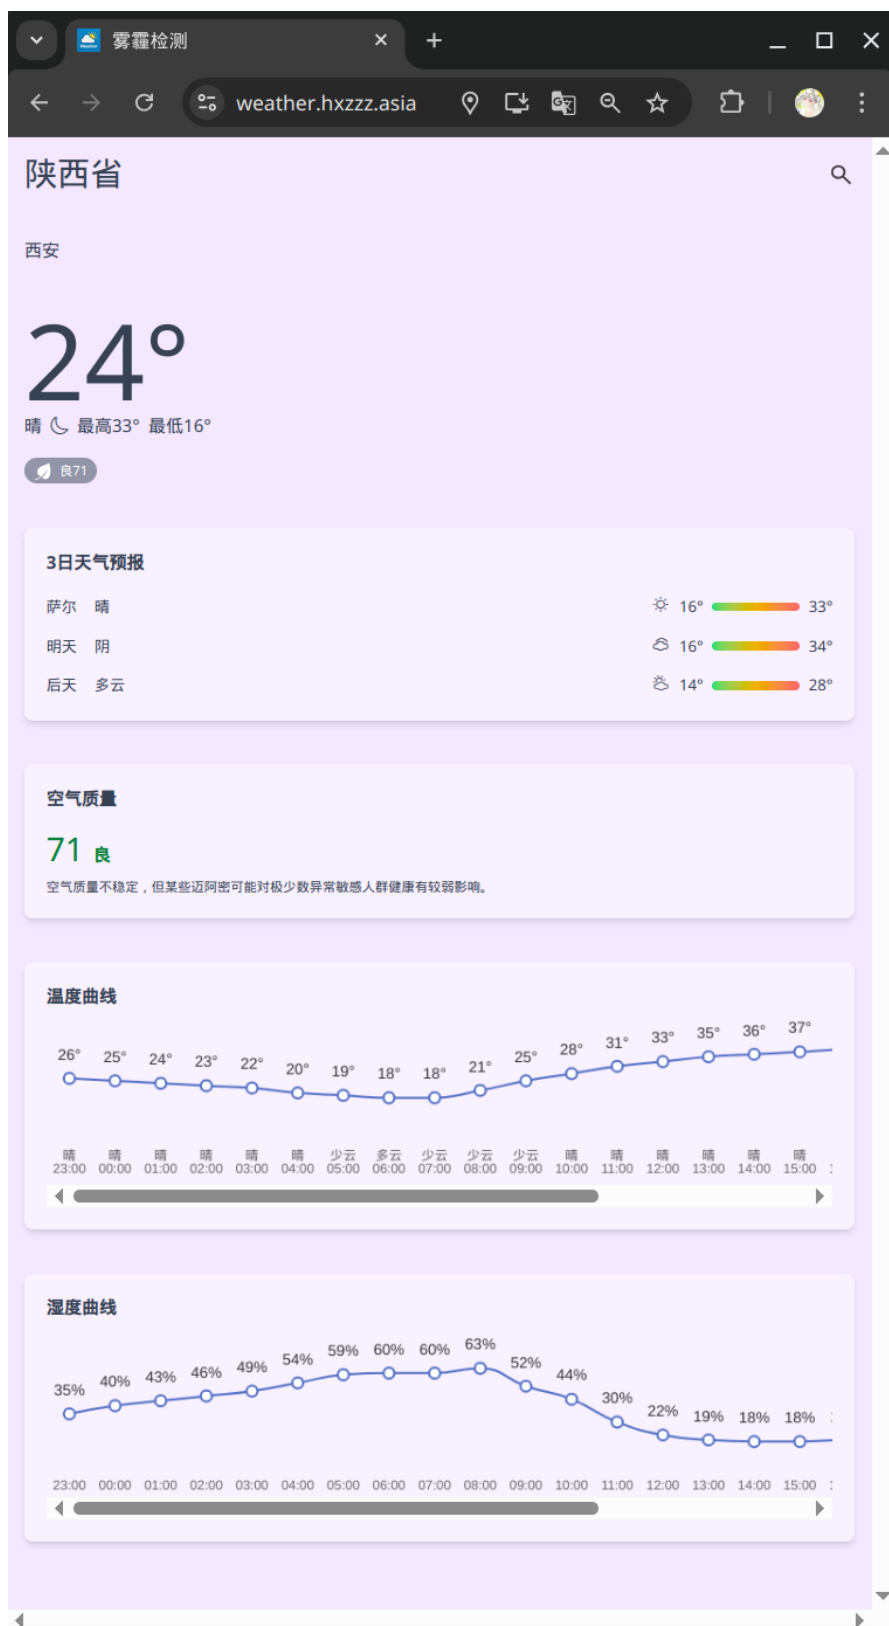 雾霾检测
weather.hxzzz.asia
陕西省
西安
24°
晴 最高33° 最低16°
良71
3日天气预报
萨尔 晴 16° 33°
明天 阴 16° 34°
后天 多云 14° 28°
空气质量
71 良
空气质量不稳定，但某些迈阿密可能对极少数异常敏感人群健康有较弱影响。
温度曲线
26° 25° 24° 23° 22° 20° 19° 18° 18° 21° 25° 28° 31° 33° 35° 36° 37°
晴 晴 晴 晴 晴 晴 少云 多云 少云 少云 少云 晴 晴 晴 晴 晴 晴
23:00 00:00 01:00 02:00 03:00 04:00 05:00 06:00 07:00 08:00 09:00 10:00 11:00 12:00 13:00 14:00 15:00
湿度曲线
35% 40% 43% 46% 49% 54% 59% 60% 60% 63% 52% 44% 30% 22% 19% 18% 18%
23:00 00:00 01:00 02:00 03:00 04:00 05:00 06:00 07:00 08:00 09:00 10:00 11:00 12:00 13:00 14:00 15:00